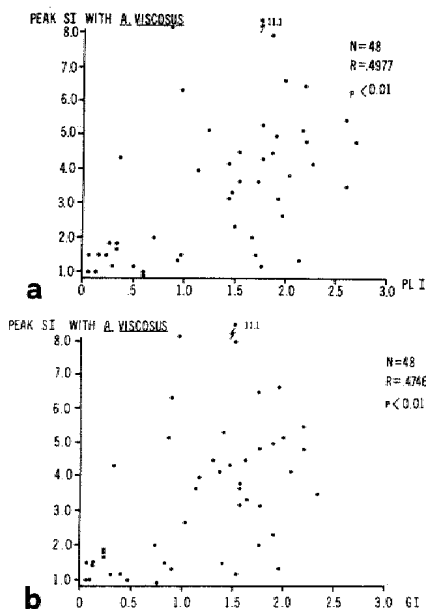 PEAK SI WITH A. VISCOSUS
11.1
8.0
N=48
R=.4977
P<0.01
7.0
6.0
5.0
4.0
3.0
2.0
1.0
0 0.5 1.0 1.5 2.0 2.5 3.0
PL I
a
PEAK SI WITH A. VISCOSUS
11.1
8.0
N=48
R=.4746
P<0.01
7.0
6.0
5.0
4.0
3.0
2.0
1.0
0 0.5 1.0 1.5 2.0 2.5
GI
b